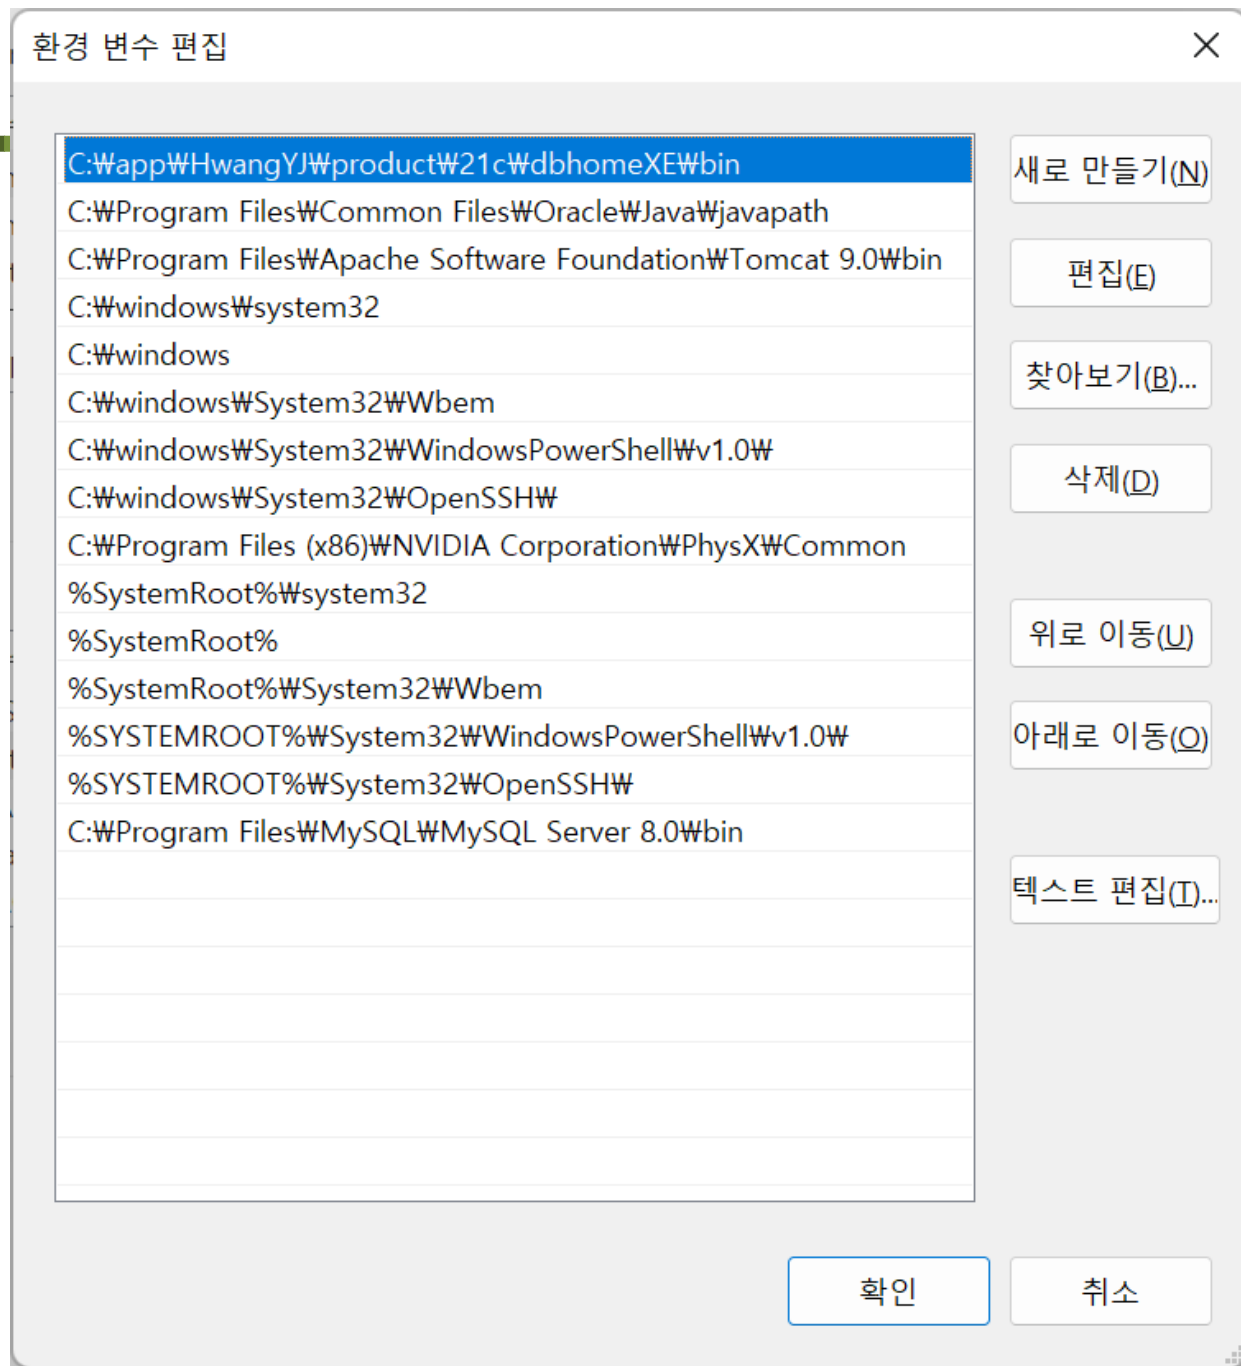 환경 변수 편집
C:₩app₩HwangYJ₩product₩21c₩dbhomeXE₩bin
C:₩Program Files₩Common Files₩Oracle₩Java₩javapath
C:₩Program Files₩Apache Software Foundation₩Tomcat 9.0₩bin
C:₩windows₩system32
C:₩windows
C:₩windows₩System32₩Wbem
C:₩windows₩System32₩WindowsPowerShell₩v1.0₩
C:₩windows₩System32₩OpenSSH₩
C:₩Program Files (x86)₩NVIDIA Corporation₩PhysX₩Common
%SystemRoot%₩system32
%SystemRoot%
%SystemRoot%₩System32₩Wbem
%SYSTEMROOT%₩System32₩WindowsPowerShell₩v1.0₩
%SYSTEMROOT%₩System32₩OpenSSH₩
C:₩Program Files₩MySQL₩MySQL Server 8.0₩bin
새로 만들기(N)
편집(E)
찾아보기(B)...
삭제(D)
위로 이동(U)
아래로 이동(O)
텍스트 편집(T)...
확인
취소